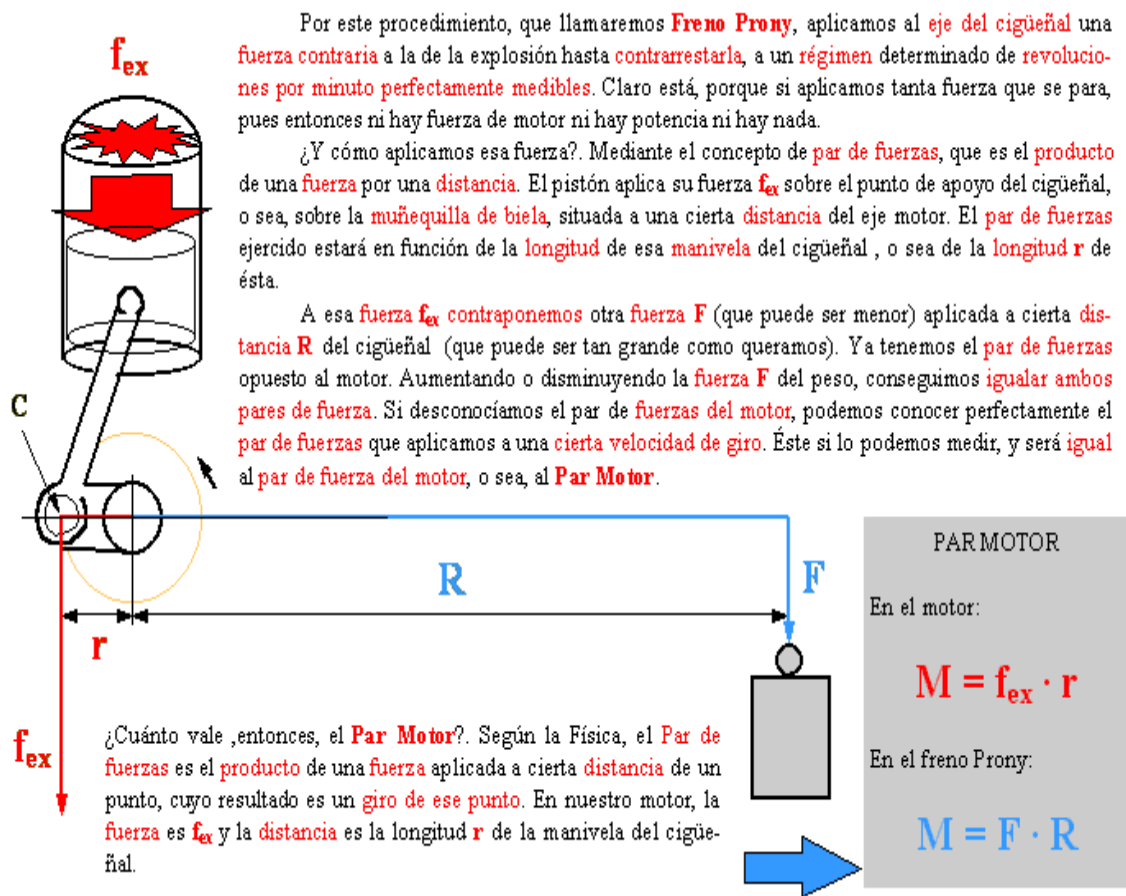 Por este procedimiento, que llamaremos Freno Prony, aplicamos al eje del cigüeñal una
fuerza contraria a la de la explosión hasta contrarrestarla, a un régimen determinado de revolucio-
nes por minuto perfectamente medibles. Claro está, porque si aplicamos tanta fuerza que se para,
pues entonces ni hay fuerza de motor ni hay potencia ni hay nada.
¿Y cómo aplicamos esa fuerza?. Mediante el concepto de par de fuerzas, que es el producto
de una fuerza por una distancia. El pistón aplica su fuerza fex sobre el punto de apoyo del cigüeñal,
o sea, sobre la muñequilla de biela, situada a una cierta distancia del eje motor. El par de fuerzas
ejercido estará en función de la longitud de esa manivela del cigüeñal , o sea de la longitud r de
ésta.
A esa fuerza fex contraponemos otra fuerza F (que puede ser menor) aplicada a cierta dis-
tancia R del cigüeñal (que puede ser tan grande como queramos). Ya tenemos el par de fuerzas
opuesto al motor. Aumentando o disminuyendo la fuerza F del peso, conseguimos igualar ambos
pares de fuerza. Si desconocíamos el par de fuerzas del motor, podemos conocer perfectamente el
par de fuerzas que aplicamos a una cierta velocidad de giro. Éste si lo podemos medir, y será igual
al par de fuerza del motor, o sea, al Par Motor.
fex
C
R
F
r
fex
¿Cuánto vale ,entonces, el Par Motor?. Según la Física, el Par de
fuerzas es el producto de una fuerza aplicada a cierta distancia de un
punto, cuyo resultado es un giro de ese punto. En nuestro motor, la
fuerza es fex y la distancia es la longitud r de la manivela del cigüe-
ñal.
PAR MOTOR
En el motor:
M = fex · r
En el freno Prony:
M = F · R